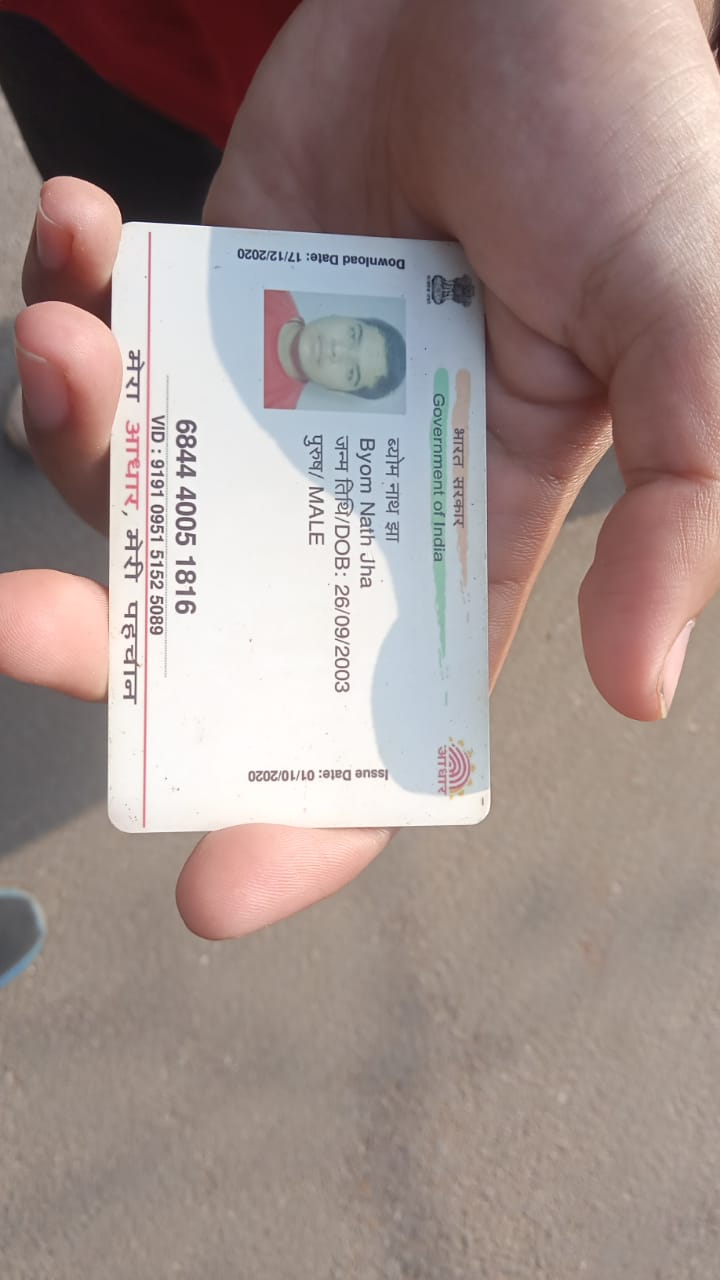 भारत सरकार
Government of India
Download Date: 17/12/2020
ब्योम नाथ झा
Byom Nath Jha
जन्म तिथि/DOB: 26/09/2003
पुरुष/ MALE
Issue Date: 01/10/2020
आधार
6844 4005 1816
VID : 9191 0951 5152 5089
मेरा आधार, मेरी पहचान